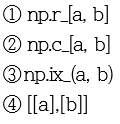 ① np.r_[a, b]
② np.c_[a, b]
③np.ix_(a, b)
④ [[a],[b]]